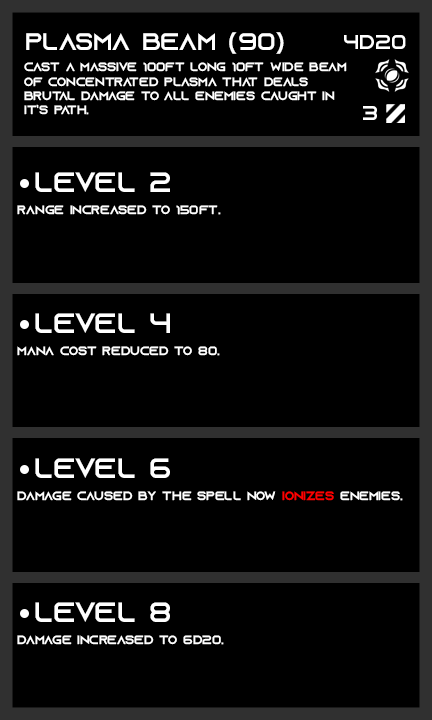 PLASMA BEAM (90) 4D20
CAST A MASSIVE 100FT LONG 10FT WIDE BEAM
OF CONCENTRATED PLASMA THAT DEALS
BRUTAL DAMAGE TO ALL ENEMIES CAUGHT IN
IT'S PATH.
3
•LEVEL 2
RANGE INCREASED TO 150FT.
•LEVEL 4
MANA COST REDUCED TO 80.
•LEVEL 6
DAMAGE CAUSED BY THE SPELL NOW IONIZES ENEMIES.
•LEVEL 8
DAMAGE INCREASED TO 6D20.